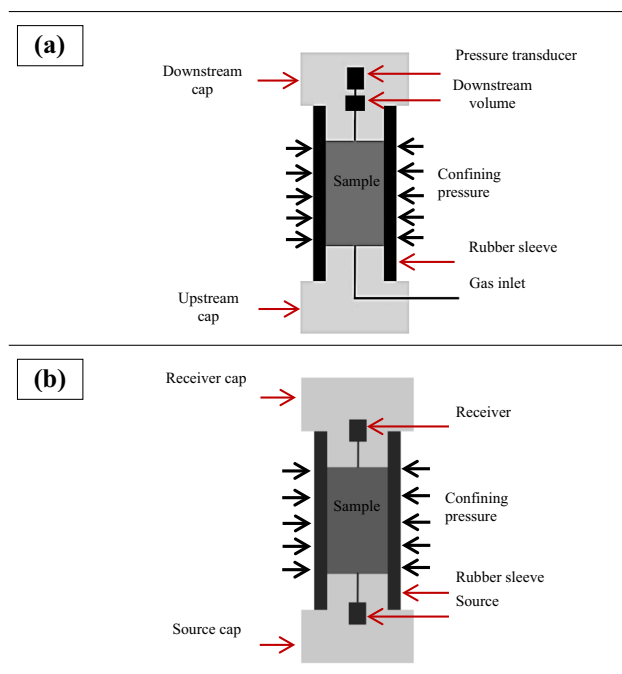 (a)
Pressure transducer
Downstream
cap
Downstream
volume
Sample
Confining
pressure
Rubber sleeve
Gas inlet
Upstream
cap
(b)
Receiver cap
Receiver
Sample
Confining
pressure
Rubber sleeve
Source
Source cap